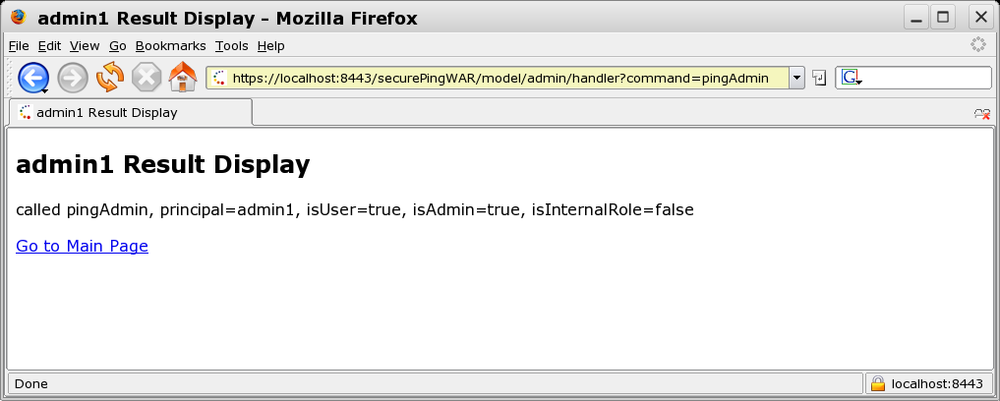 admin1 Result Display - Mozilla Firefox
File Edit View Go Bookmarks Tools Help
https://localhost:8443/securePingWAR/model/admin/handler?command=pingAdmin
G
admin1 Result Display
admin1 Result Display
called pingAdmin, principal=admin1, isUser=true, isAdmin=true, isInternalRole=false
Go to Main Page
Done
localhost:8443